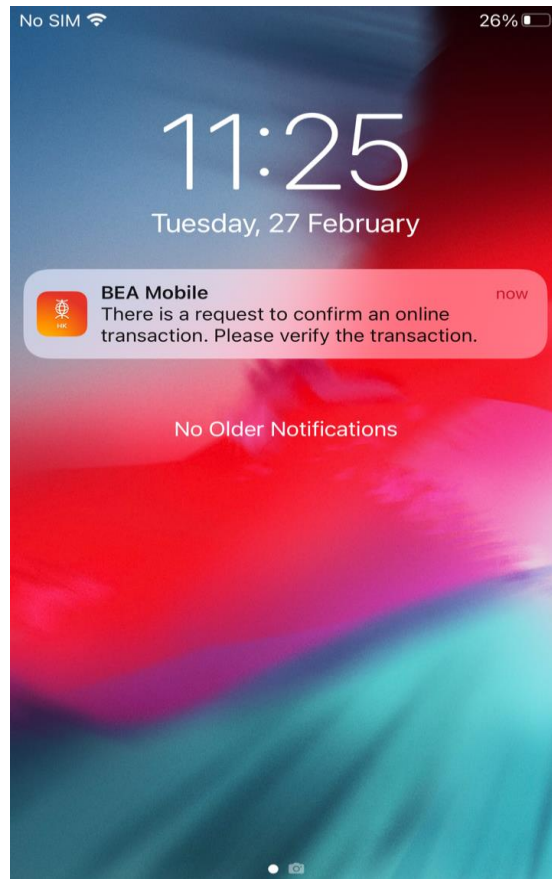 No SIM 26%
11:25
Tuesday, 27 February
BEA Mobile now
HK
There is a request to confirm an online
transaction. Please verify the transaction.
No Older Notifications